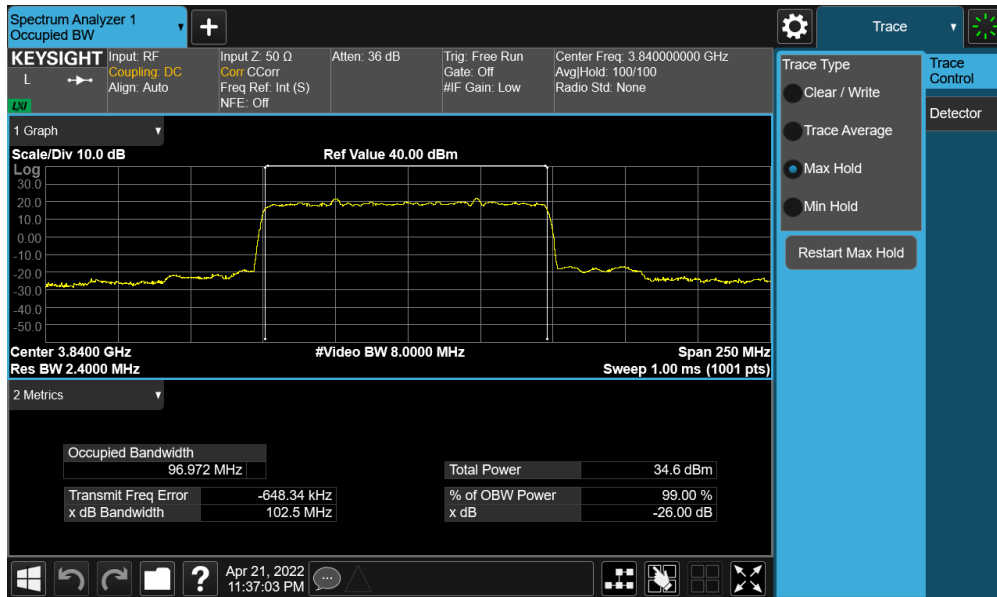 Spectrum Analyzer 1
Occupied BW
Trace
KEYSIGHT
L
LXI
Input: RF
Coupling: DC
Align: Auto
Input Z: 50 Ω
Corr CCorr
Freq Ref: Int (S)
NFE: Off
Atten: 36 dB
Trig: Free Run
Gate: Off
#IF Gain: Low
Center Freq: 3.840000000 GHz
Avg|Hold: 100/100
Radio Std: None
Trace Type
Clear / Write
Trace Average
Max Hold
Min Hold
Restart Max Hold
Trace
Control
Detector
1 Graph
Scale/Div 10.0 dB
Ref Value 40.00 dBm
Log
30.0
20.0
10.0
0.00
-10.0
-20.0
-30.0
-40.0
-50.0
Center 3.8400 GHz
#Video BW 8.0000 MHz
Span 250 MHz
Res BW 2.4000 MHz
Sweep 1.00 ms (1001 pts)
2 Metrics
Occupied Bandwidth
96.972 MHz
Total Power 34.6 dBm
Transmit Freq Error -648.34 kHz
% of OBW Power 99.00 %
x dB Bandwidth 102.5 MHz
x dB -26.00 dB
?
Apr 21, 2022
11:37:03 PM